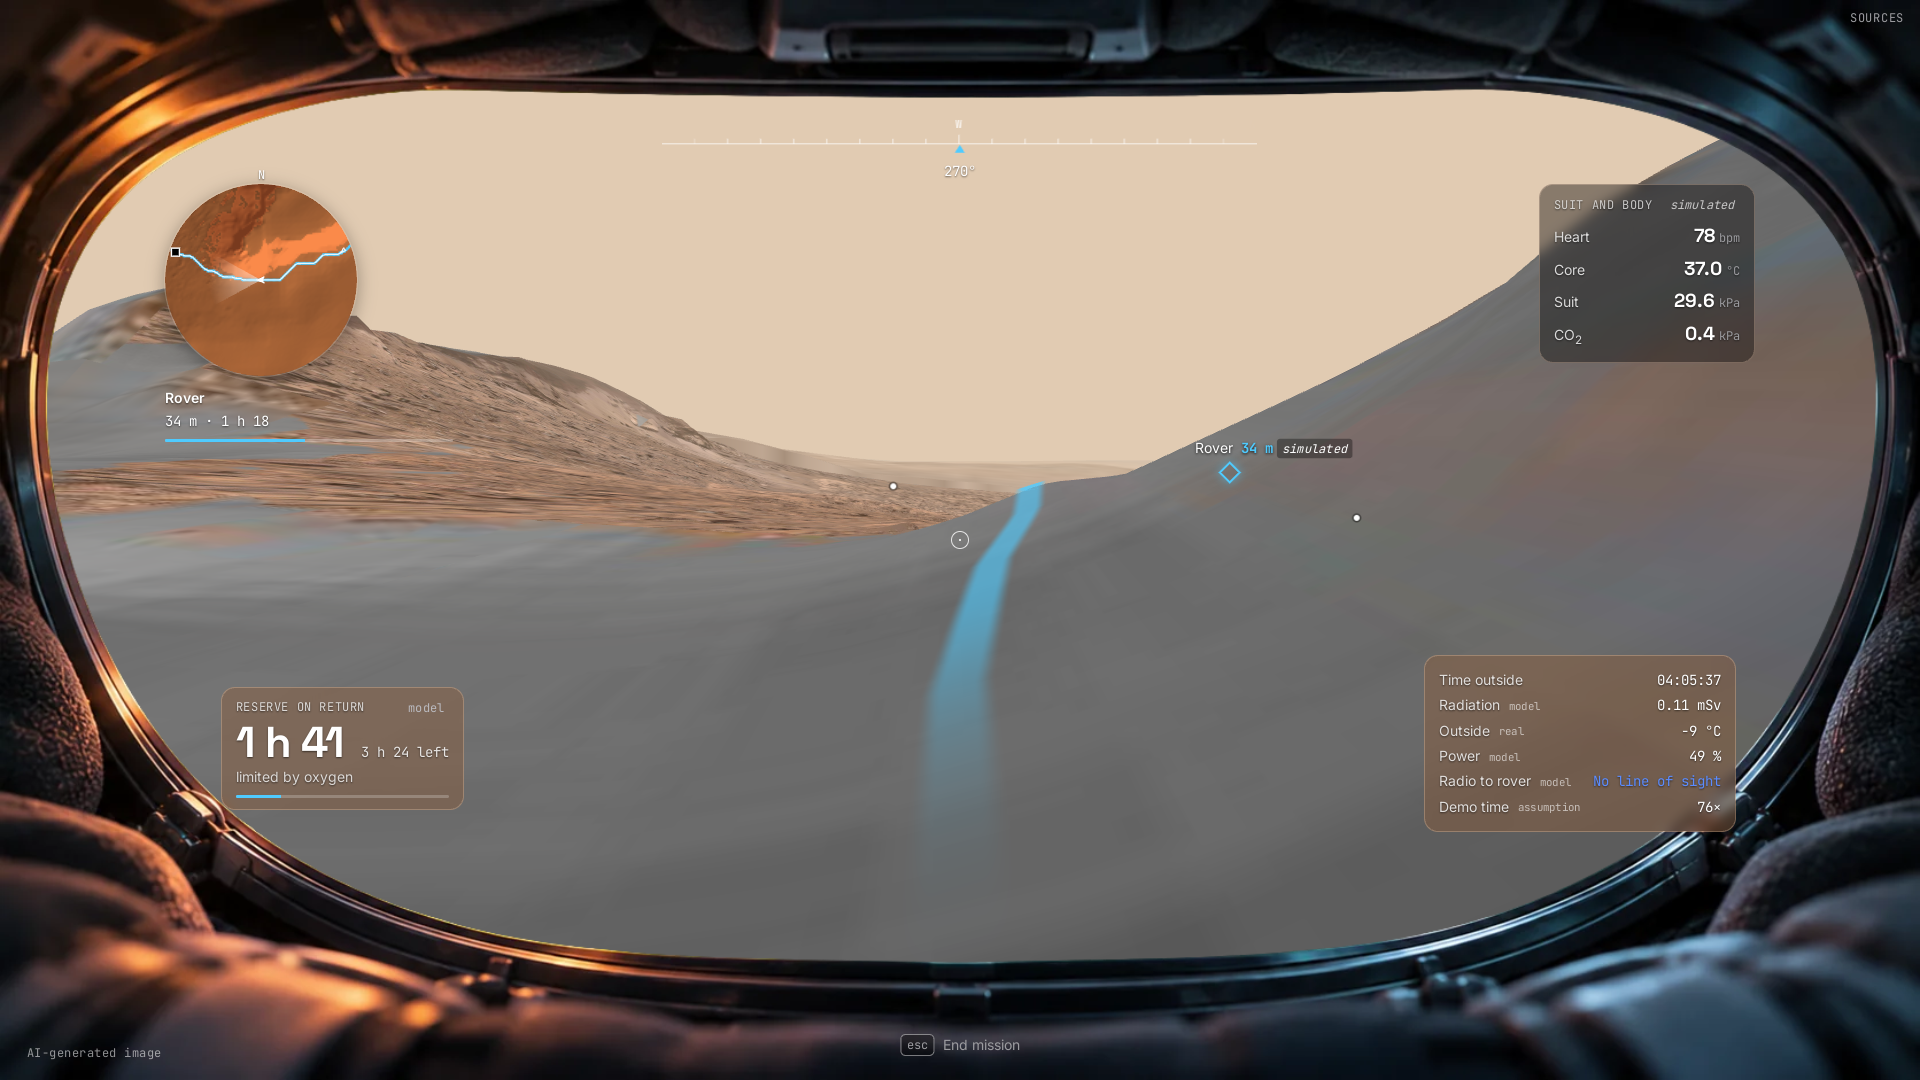 SOURCES
W
270°
N
Rover
34 m · 1 h 18
SUIT AND BODY simulated
Heart 78 bpm
Core 37.0 °C
Suit 29.6 kPa
CO2 0.4 kPa
Rover 34 m simulated
RESERVE ON RETURN model
1 h 41 3 h 24 left
limited by oxygen
Time outside 04:05:37
Radiation model 0.11 mSv
Outside real -9 °C
Power model 49 %
Radio to rover model No line of sight
Demo time assumption 76×
esc End mission
AI-generated image